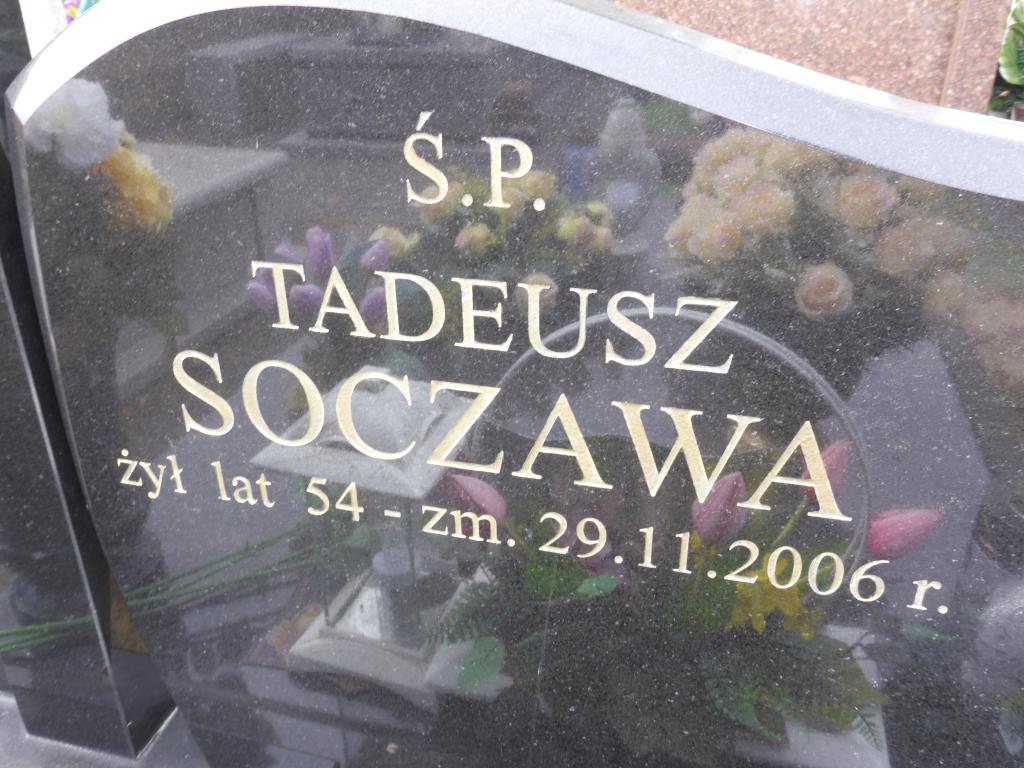 Ś.P.
TADEUSZ
SOCZAWA
żył lat 54 - zm. 29.11.2006 r.